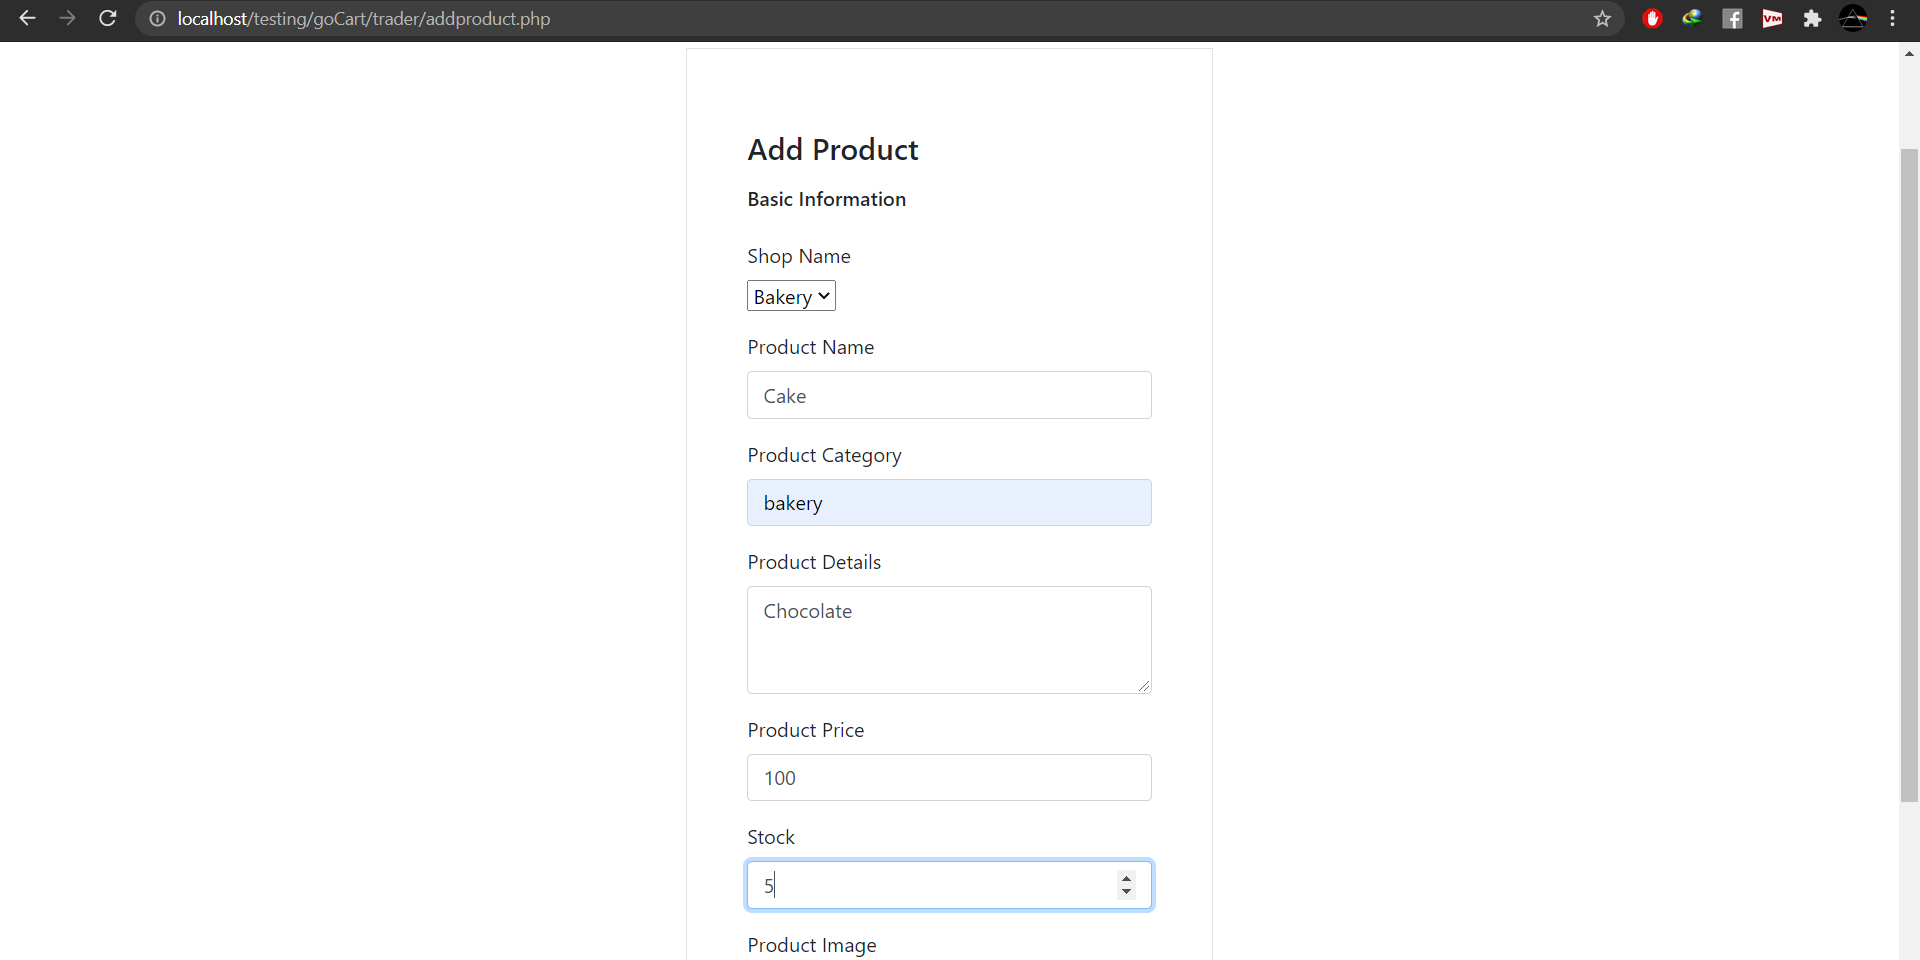 localhost/testing/goCart/trader/addproduct.php
VM
Add Product
Basic Information
Shop Name
Bakery
Product Name
Cake
Product Category
bakery
Product Details
Chocolate
Product Price
100
Stock
5
Product Image